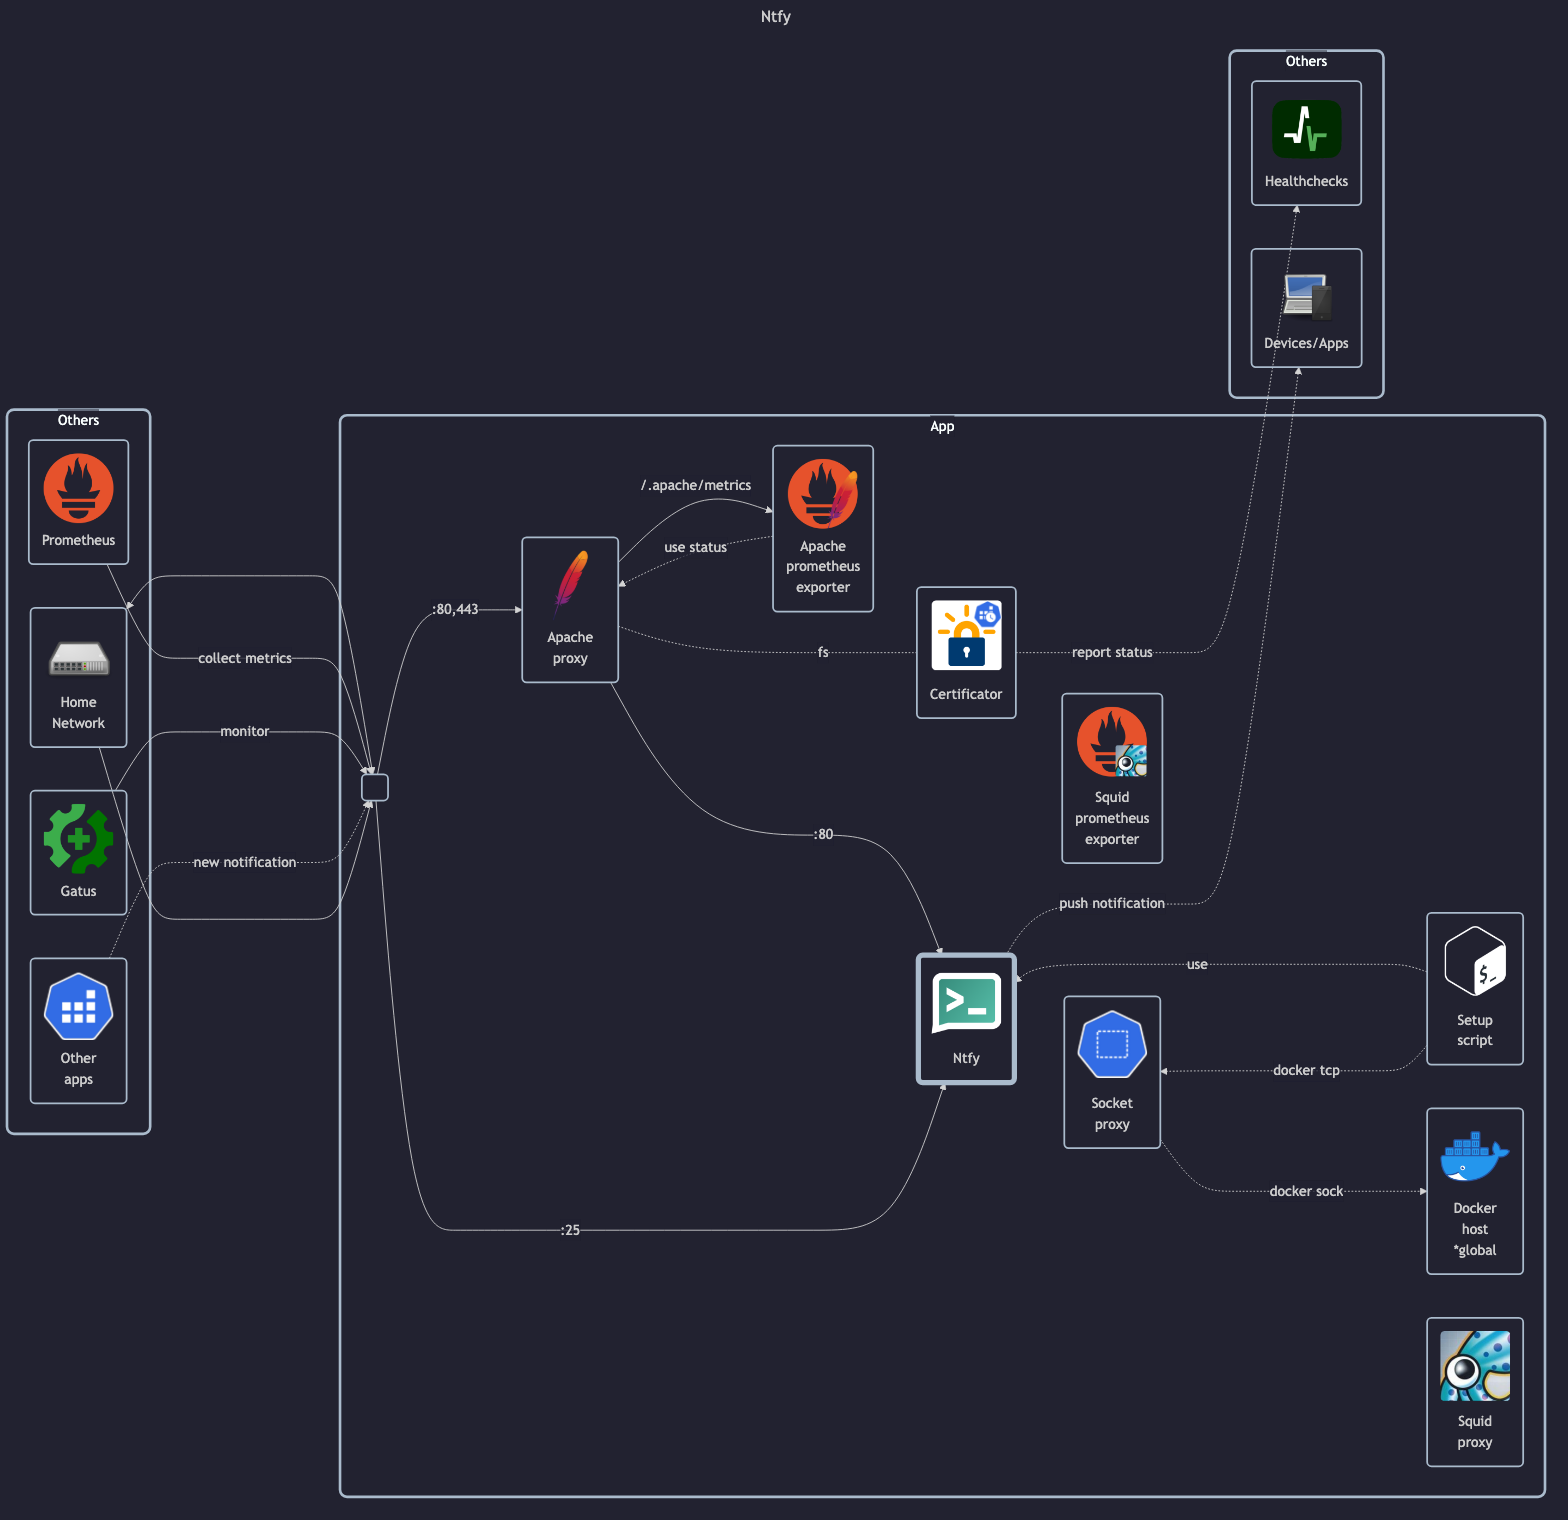 Ntfy
Others
Healthchecks
Devices/Apps
Others
Prometheus
Home
Network
Gatus
Other
apps
collect metrics
monitor
new notification
App
:80,443
Apache
proxy
/.apache/metrics
use status
Apache
prometheus
exporter
fs
Certificator
report status
Squid
prometheus
exporter
:80
push notification
>_
Ntfy
use
$_
Setup
script
Socket
proxy
docker tcp
docker sock
Docker
host
*global
:25
Squid
proxy